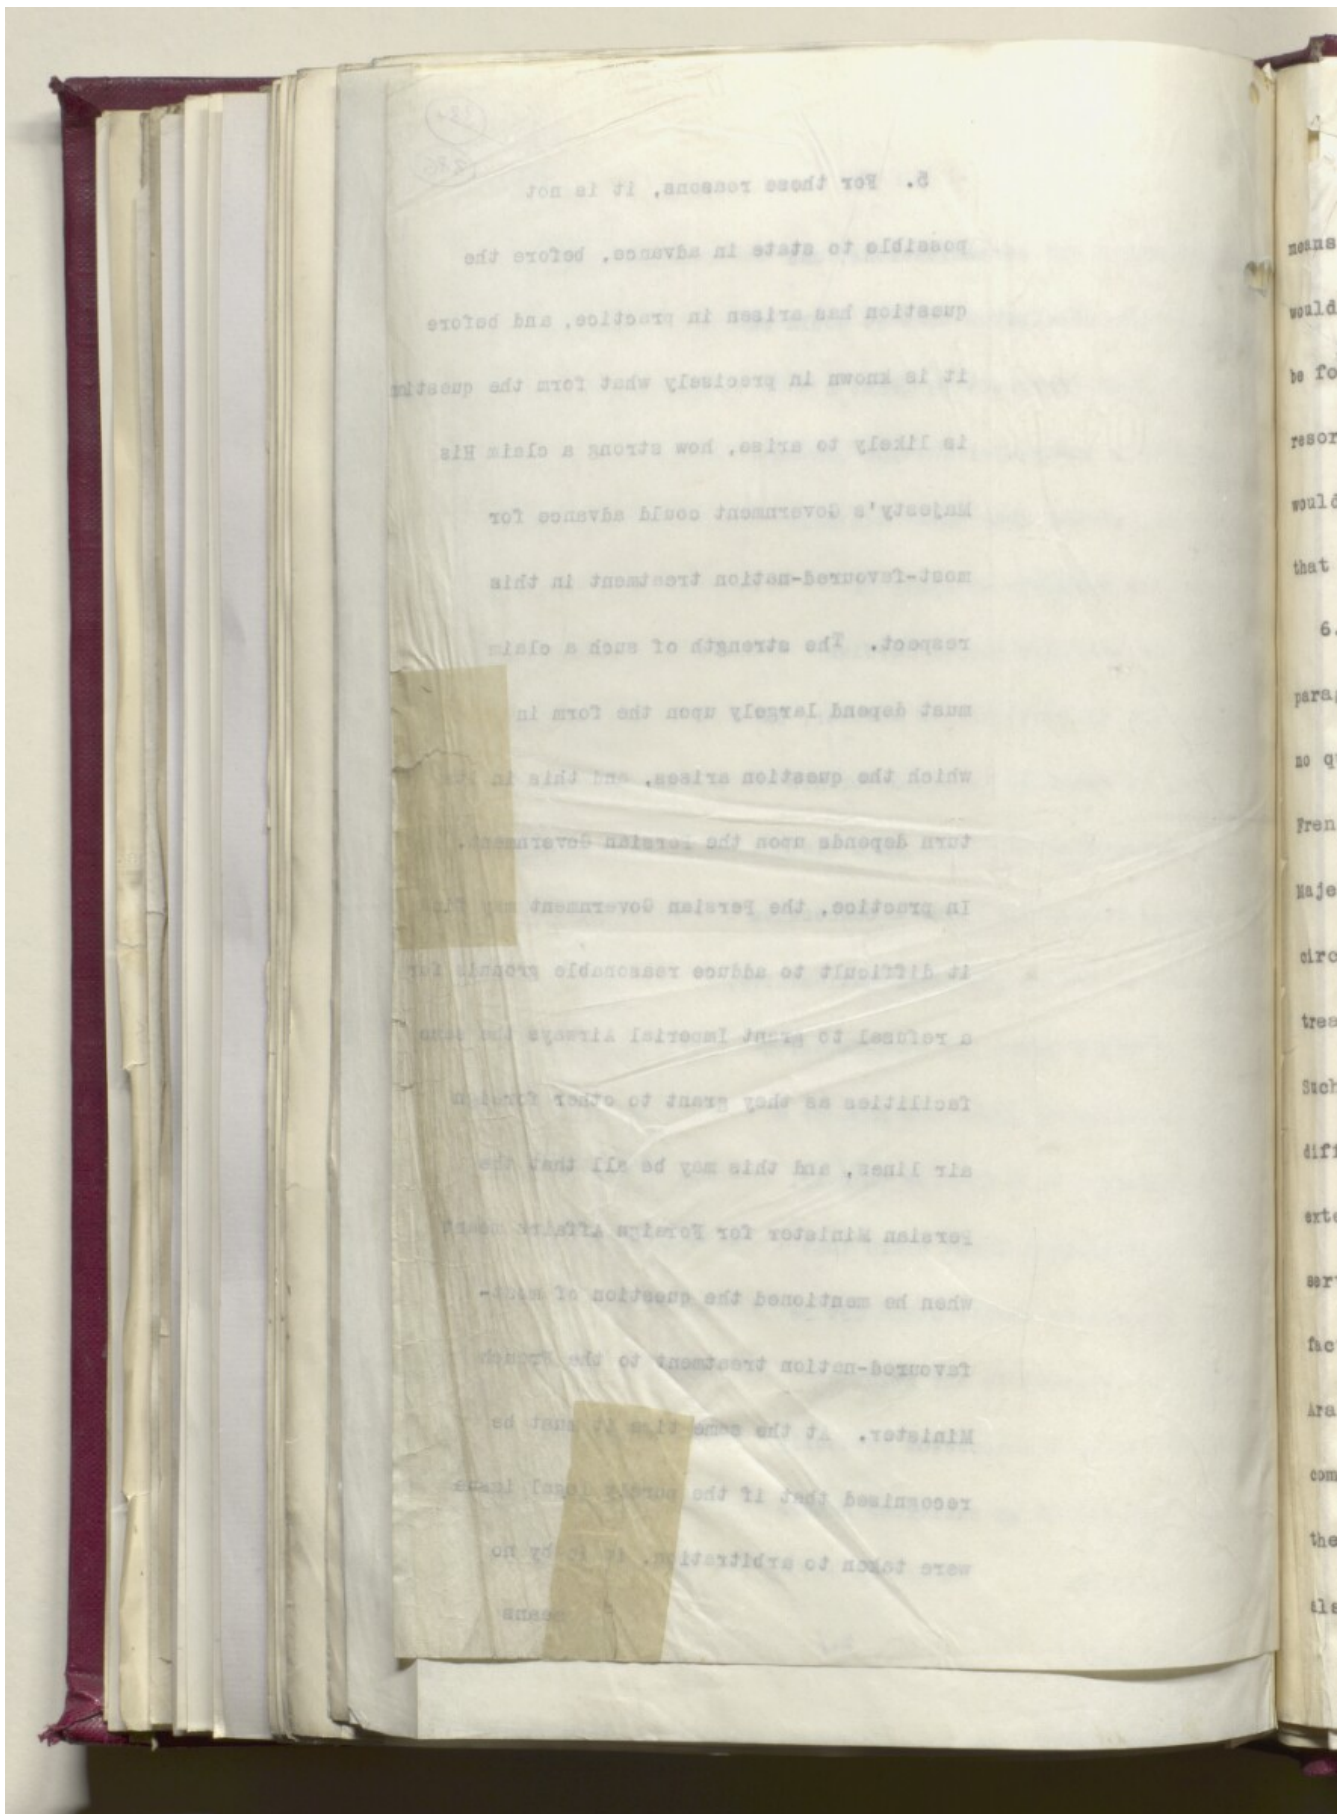 5. For these reasons, it is not
possible to state in advance, before the
question has arisen in practice, and before
it is known in precisely what form the question
is likely to arise, how strong a claim His
Majesty's Government could advance for
most-favoured-nation treatment in this
respect. The strength of such a claim
must depend largely upon the form in
which the question arises, and this in its
turn depends upon the Persian Government.
In practice, the Persian Government may find
it difficult to adduce reasonable grounds for
a refusal to grant Imperial Airways the same
facilities as they grant to other foreign
air lines, and this may be all that the
Persian Minister for Foreign Affairs meant
when he mentioned the question of most-
favoured-nation treatment to the French
Minister. At the same time it must be
recognised that if the purely legal issue
were taken to arbitration, it is by no
means
means
would
be fo
resor
would
that
6.
para
no q
Fren
Maje
circ
trea
Such
diff
exte
ser
fac
Ara
com
the
als